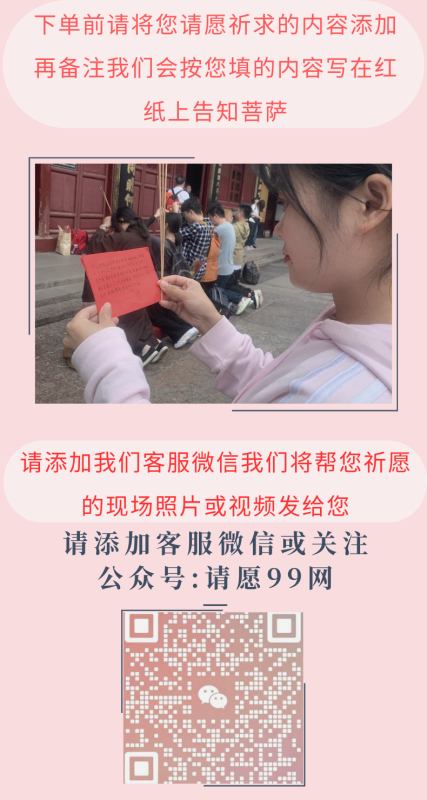 下单前请将您请愿祈求的内容添加
再备注我们会按您填的内容写在红
纸上告知菩萨
请添加我们客服微信我们将帮您祈愿
的现场照片或视频发给您
请添加客服微信或关注
公众号:请愿99网